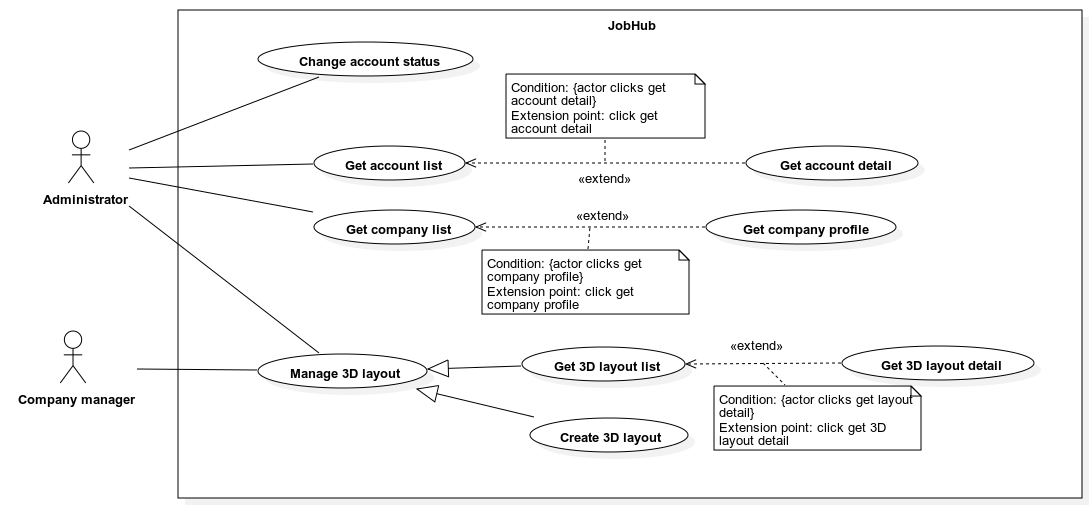 JobHub
Change account status
Condition: {actor clicks get
account detail}
Extension point: click get
account detail
Get account list
Get account detail
«extend»
Administrator
«extend»
Get company list
Get company profile
Condition: {actor clicks get
company profile}
Extension point: click get
company profile
«extend»
Manage 3D layout
Get 3D layout list
Get 3D layout detail
Company manager
Condition: {actor clicks get layout
detail}
Extension point: click get 3D
layout detail
Create 3D layout